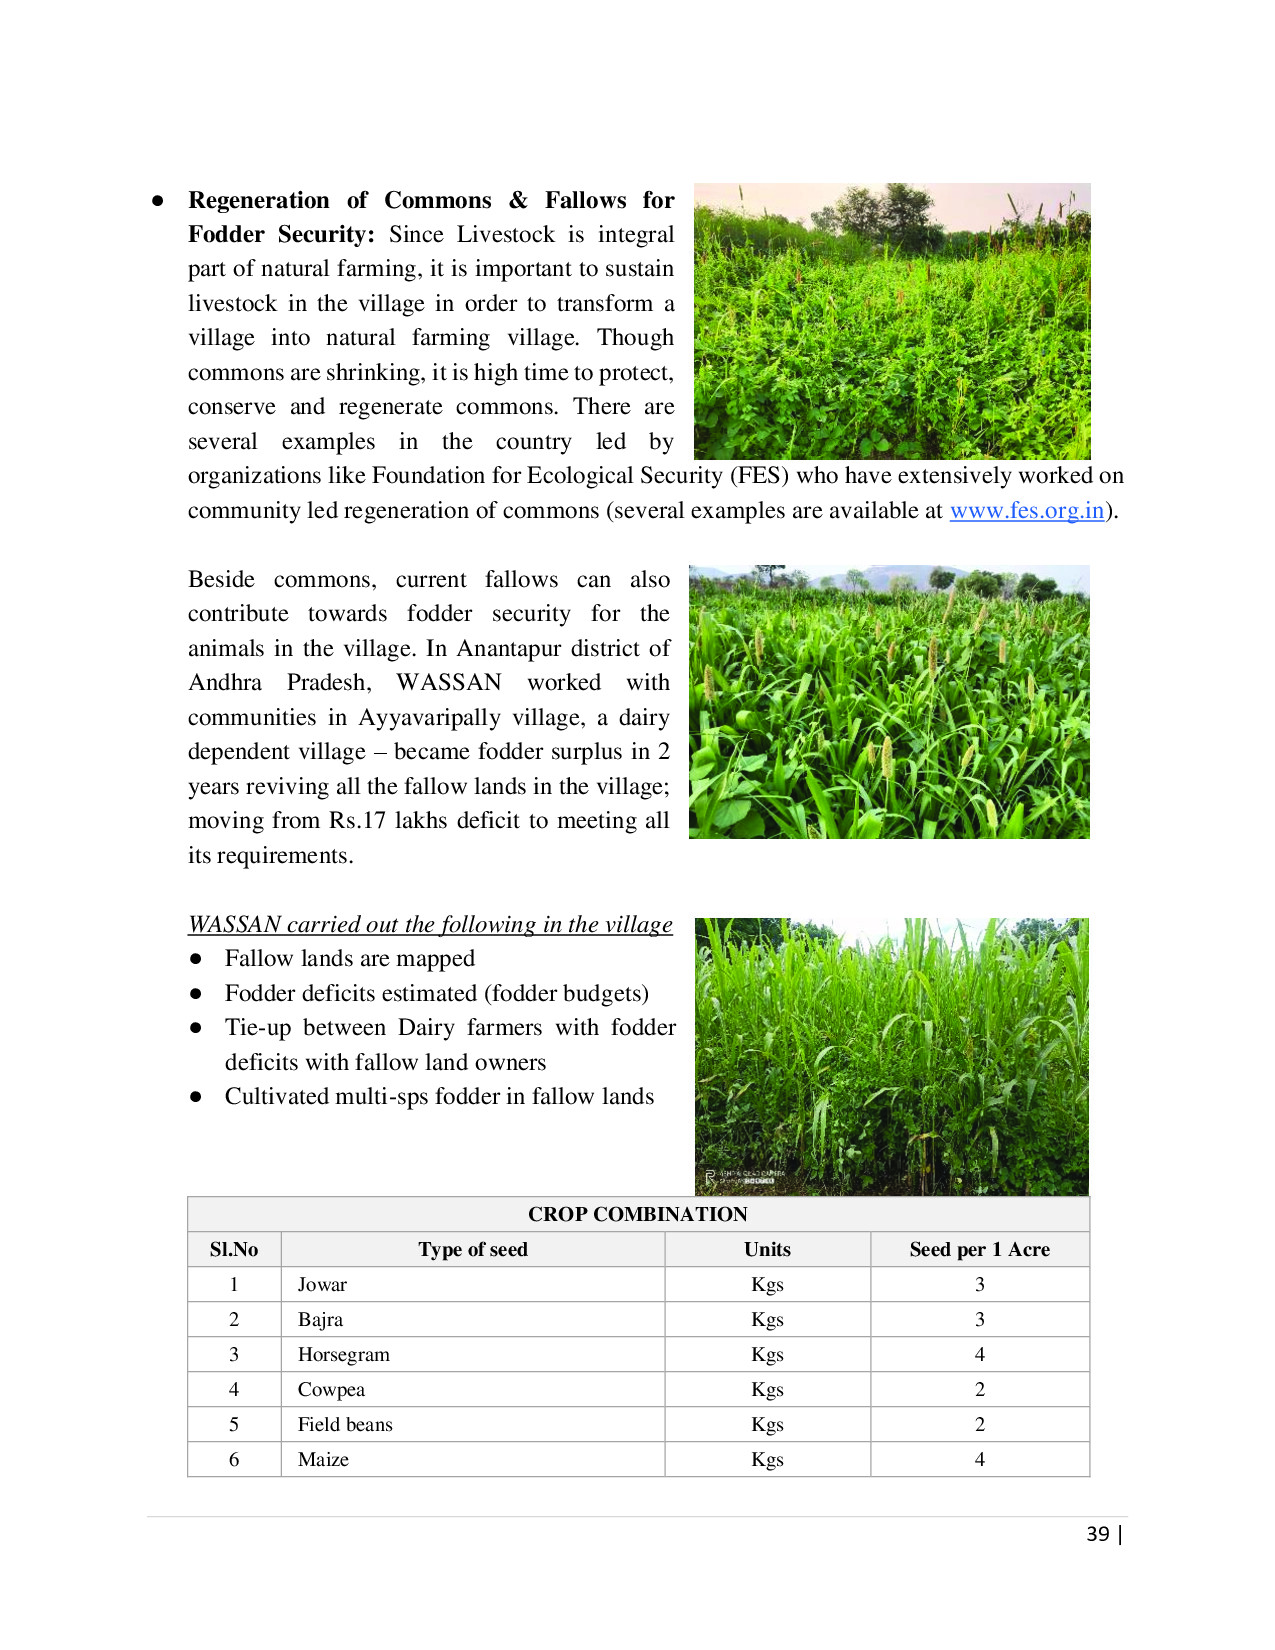 ● Regeneration of Commons & Fallows for
Fodder Security: Since Livestock is integral
part of natural farming, it is important to sustain
livestock in the village in order to transform a
village into natural farming village. Though
commons are shrinking, it is high time to protect,
conserve and regenerate commons. There are
several examples in the country led by
organizations like Foundation for Ecological Security (FES) who have extensively worked on
community led regeneration of commons (several examples are available at www.fes.org.in).
Beside commons, current fallows can also
contribute towards fodder security for the
animals in the village. In Anantapur district of
Andhra Pradesh, WASSAN worked with
communities in Ayyavaripally village, a dairy
dependent village – became fodder surplus in 2
years reviving all the fallow lands in the village;
moving from Rs.17 lakhs deficit to meeting all
its requirements.
WASSAN carried out the following in the village
● Fallow lands are mapped
● Fodder deficits estimated (fodder budgets)
● Tie-up between Dairy farmers with fodder
deficits with fallow land owners
● Cultivated multi-sps fodder in fallow lands
CROP COMBINATION
Sl.No Type of seed Units Seed per 1 Acre
1 Jowar Kgs 3
2 Bajra Kgs 3
3 Horsegram Kgs 4
4 Cowpea Kgs 2
5 Field beans Kgs 2
6 Maize Kgs 4
39 |